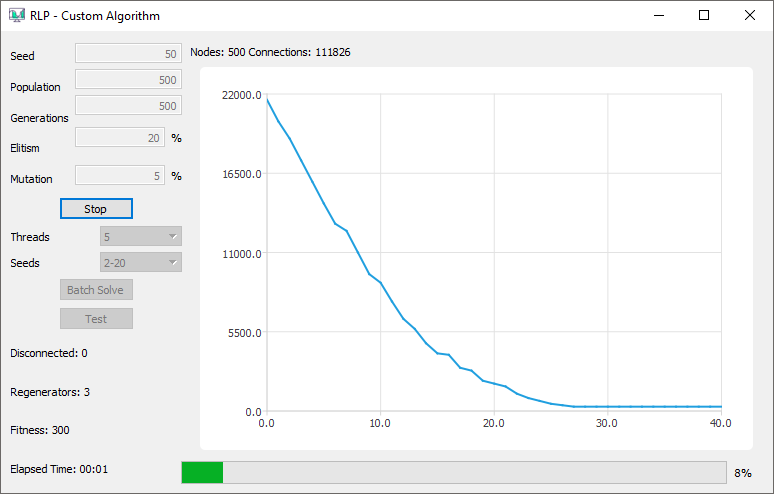 RLP - Custom Algorithm
Seed 50
Population 500
Generations 500
Elitism 20 %
Mutation 5 %
Stop
Threads 5
Seeds 2-20
Batch Solve
Test
Disconnected: 0
Regenerators: 3
Fitness: 300
Elapsed Time: 00:01
Nodes: 500 Connections: 111826
22000.0
16500.0
11000.0
5500.0
0.0
0.0 10.0 20.0 30.0 40.0
8%